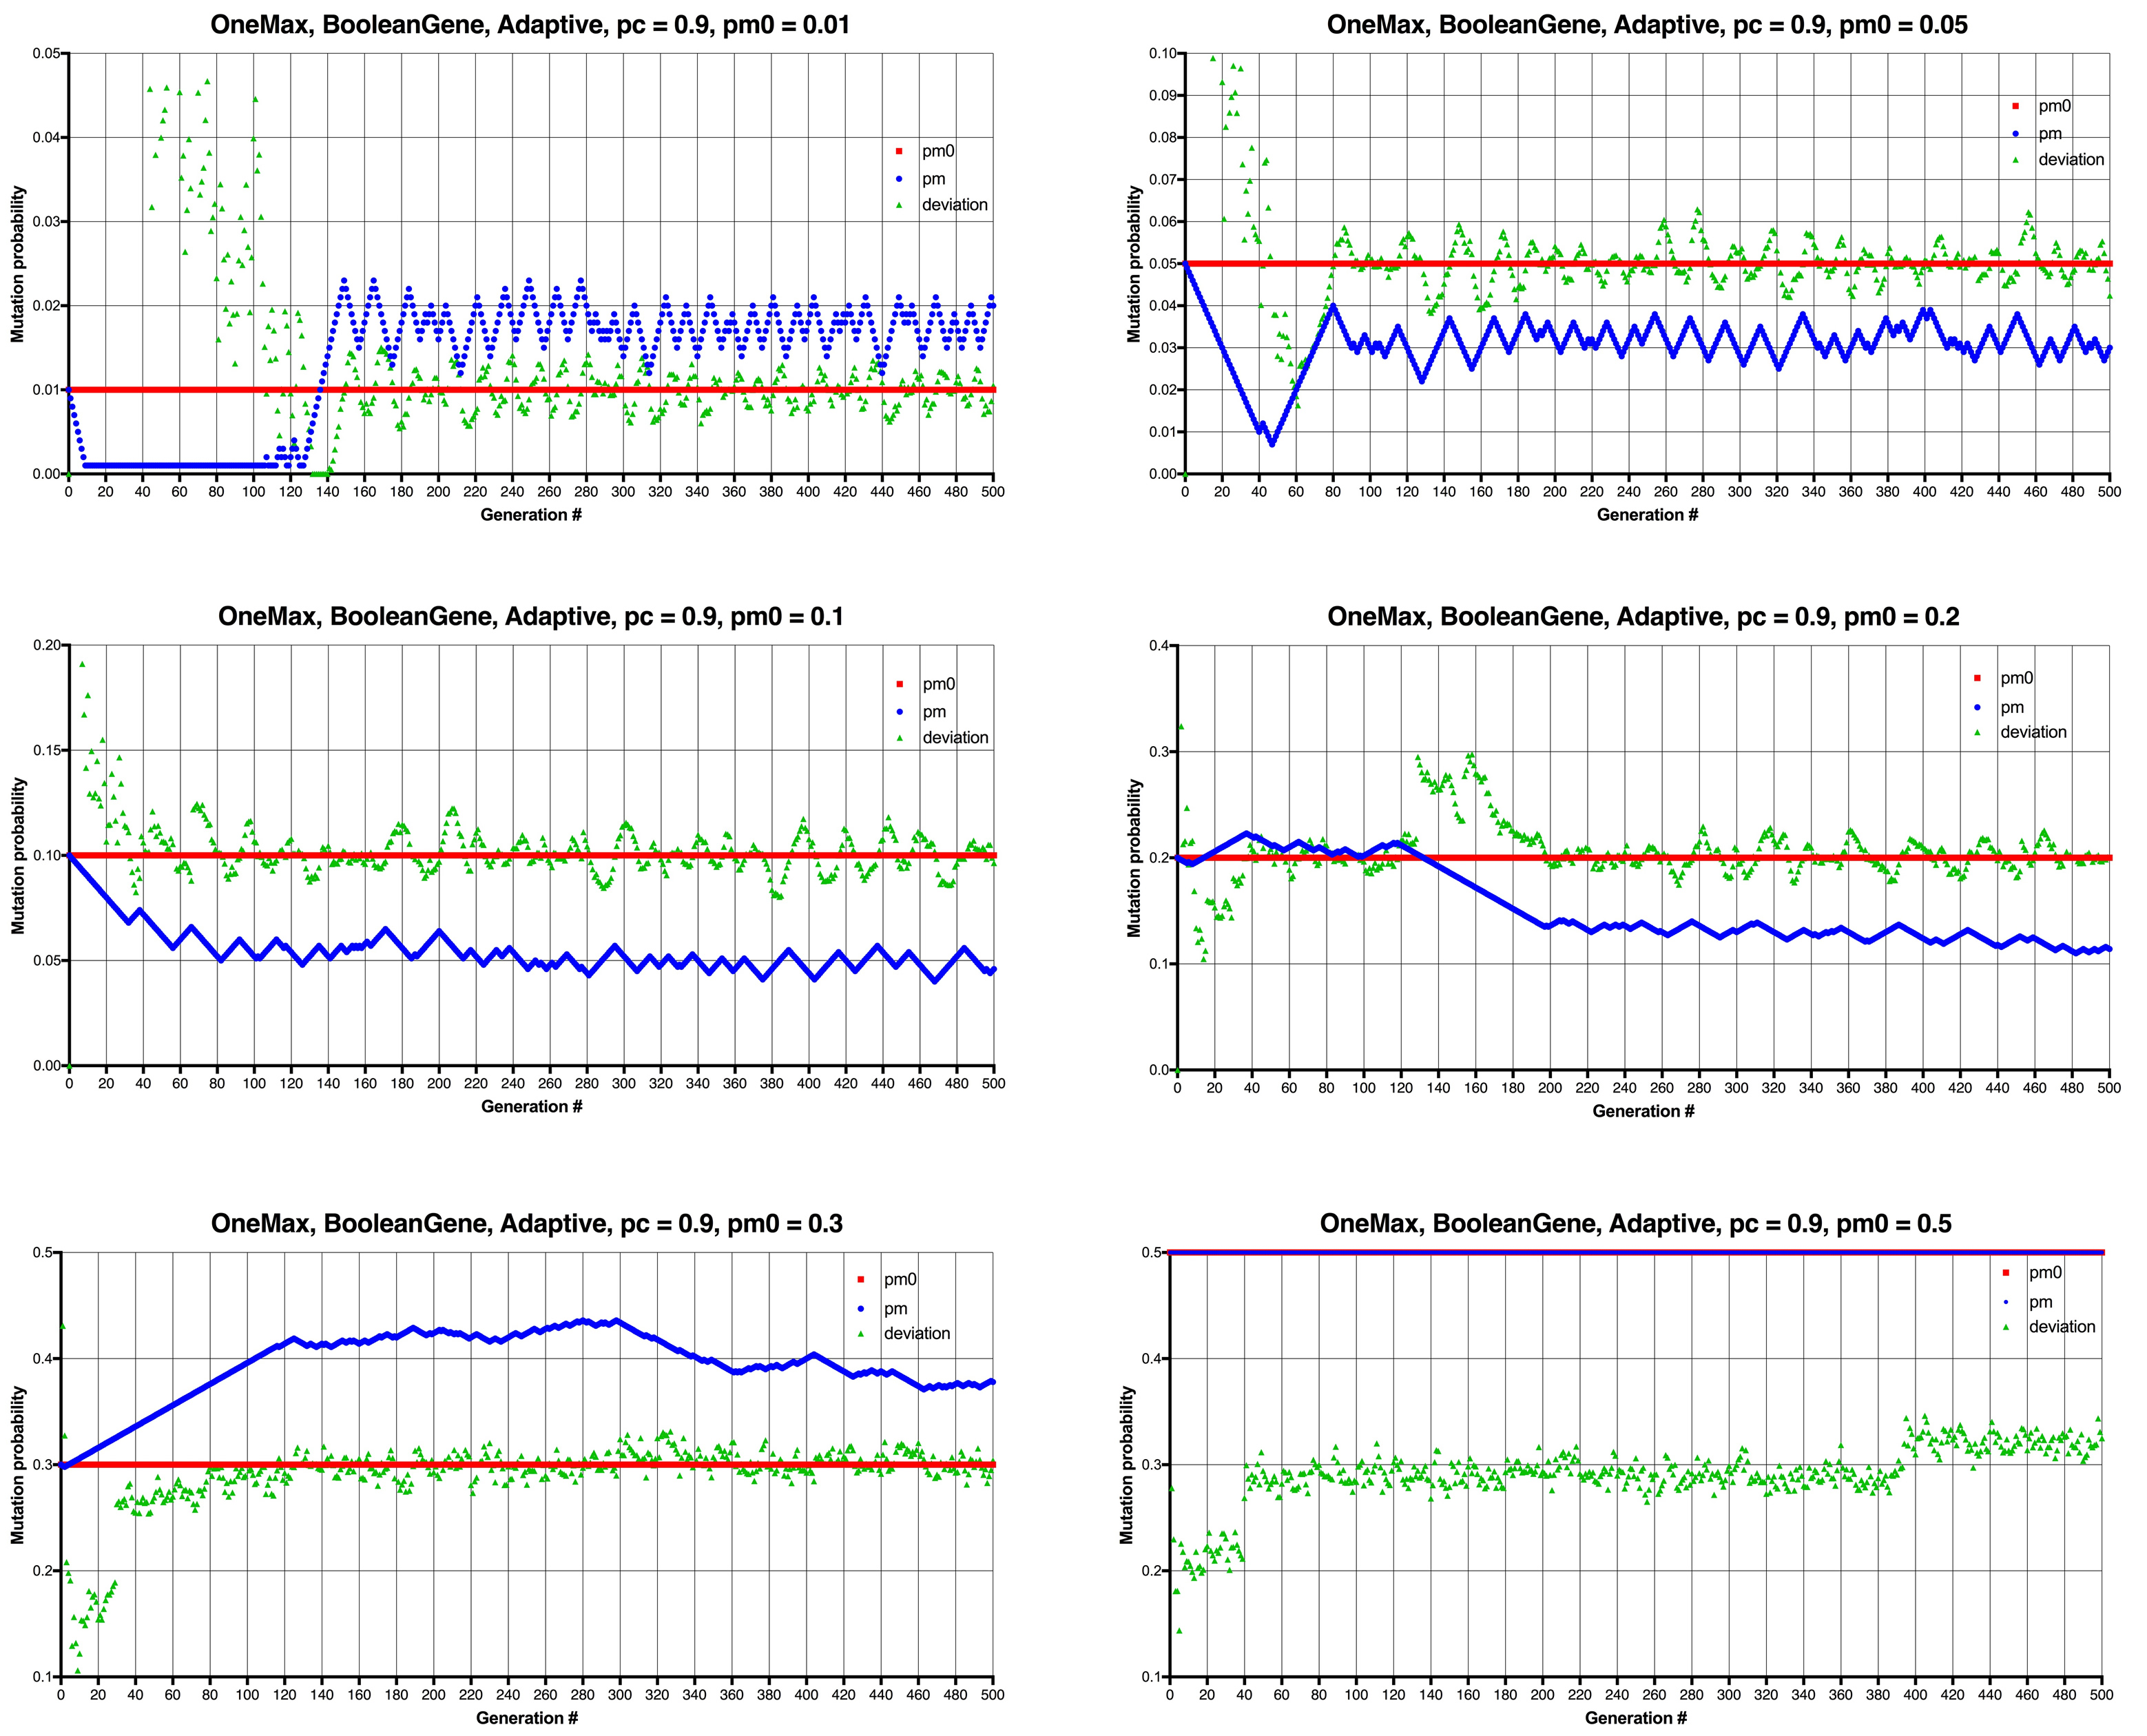 OneMax, BooleanGene, Adaptive, pc = 0.9, pm0 = 0.01
0.05
0.04
0.03
0.02
0.01
0.00
Mutation probability
pm0
pm
deviation
0 20 40 60 80 100 120 140 160 180 200 220 240 260 280 300 320 340 360 380 400 420 440 460 480 500
Generation #
OneMax, BooleanGene, Adaptive, pc = 0.9, pm0 = 0.05
0.10
0.09
0.08
0.07
0.06
0.05
0.04
0.03
0.02
0.01
0.00
Mutation probability
pm0
pm
deviation
0 20 40 60 80 100 120 140 160 180 200 220 240 260 280 300 320 340 360 380 400 420 440 460 480 500
Generation #
OneMax, BooleanGene, Adaptive, pc = 0.9, pm0 = 0.1
0.20
0.15
0.10
0.05
0.00
Mutation probability
pm0
pm
deviation
0 20 40 60 80 100 120 140 160 180 200 220 240 260 280 300 320 340 360 380 400 420 440 460 480 500
Generation #
OneMax, BooleanGene, Adaptive, pc = 0.9, pm0 = 0.2
0.4
0.3
0.2
0.1
0.0
Mutation probability
pm0
pm
deviation
0 20 40 60 80 100 120 140 160 180 200 220 240 260 280 300 320 340 360 380 400 420 440 460 480 500
Generation #
OneMax, BooleanGene, Adaptive, pc = 0.9, pm0 = 0.3
0.5
0.4
0.3
0.2
0.1
Mutation probability
pm0
pm
deviation
0 20 40 60 80 100 120 140 160 180 200 220 240 260 280 300 320 340 360 380 400 420 440 460 480 500
Generation #
OneMax, BooleanGene, Adaptive, pc = 0.9, pm0 = 0.5
0.5
0.4
0.3
0.2
0.1
Mutation probability
pm0
pm
deviation
0 20 40 60 80 100 120 140 160 180 200 220 240 260 280 300 320 340 360 380 400 420 440 460 480 500
Generation #